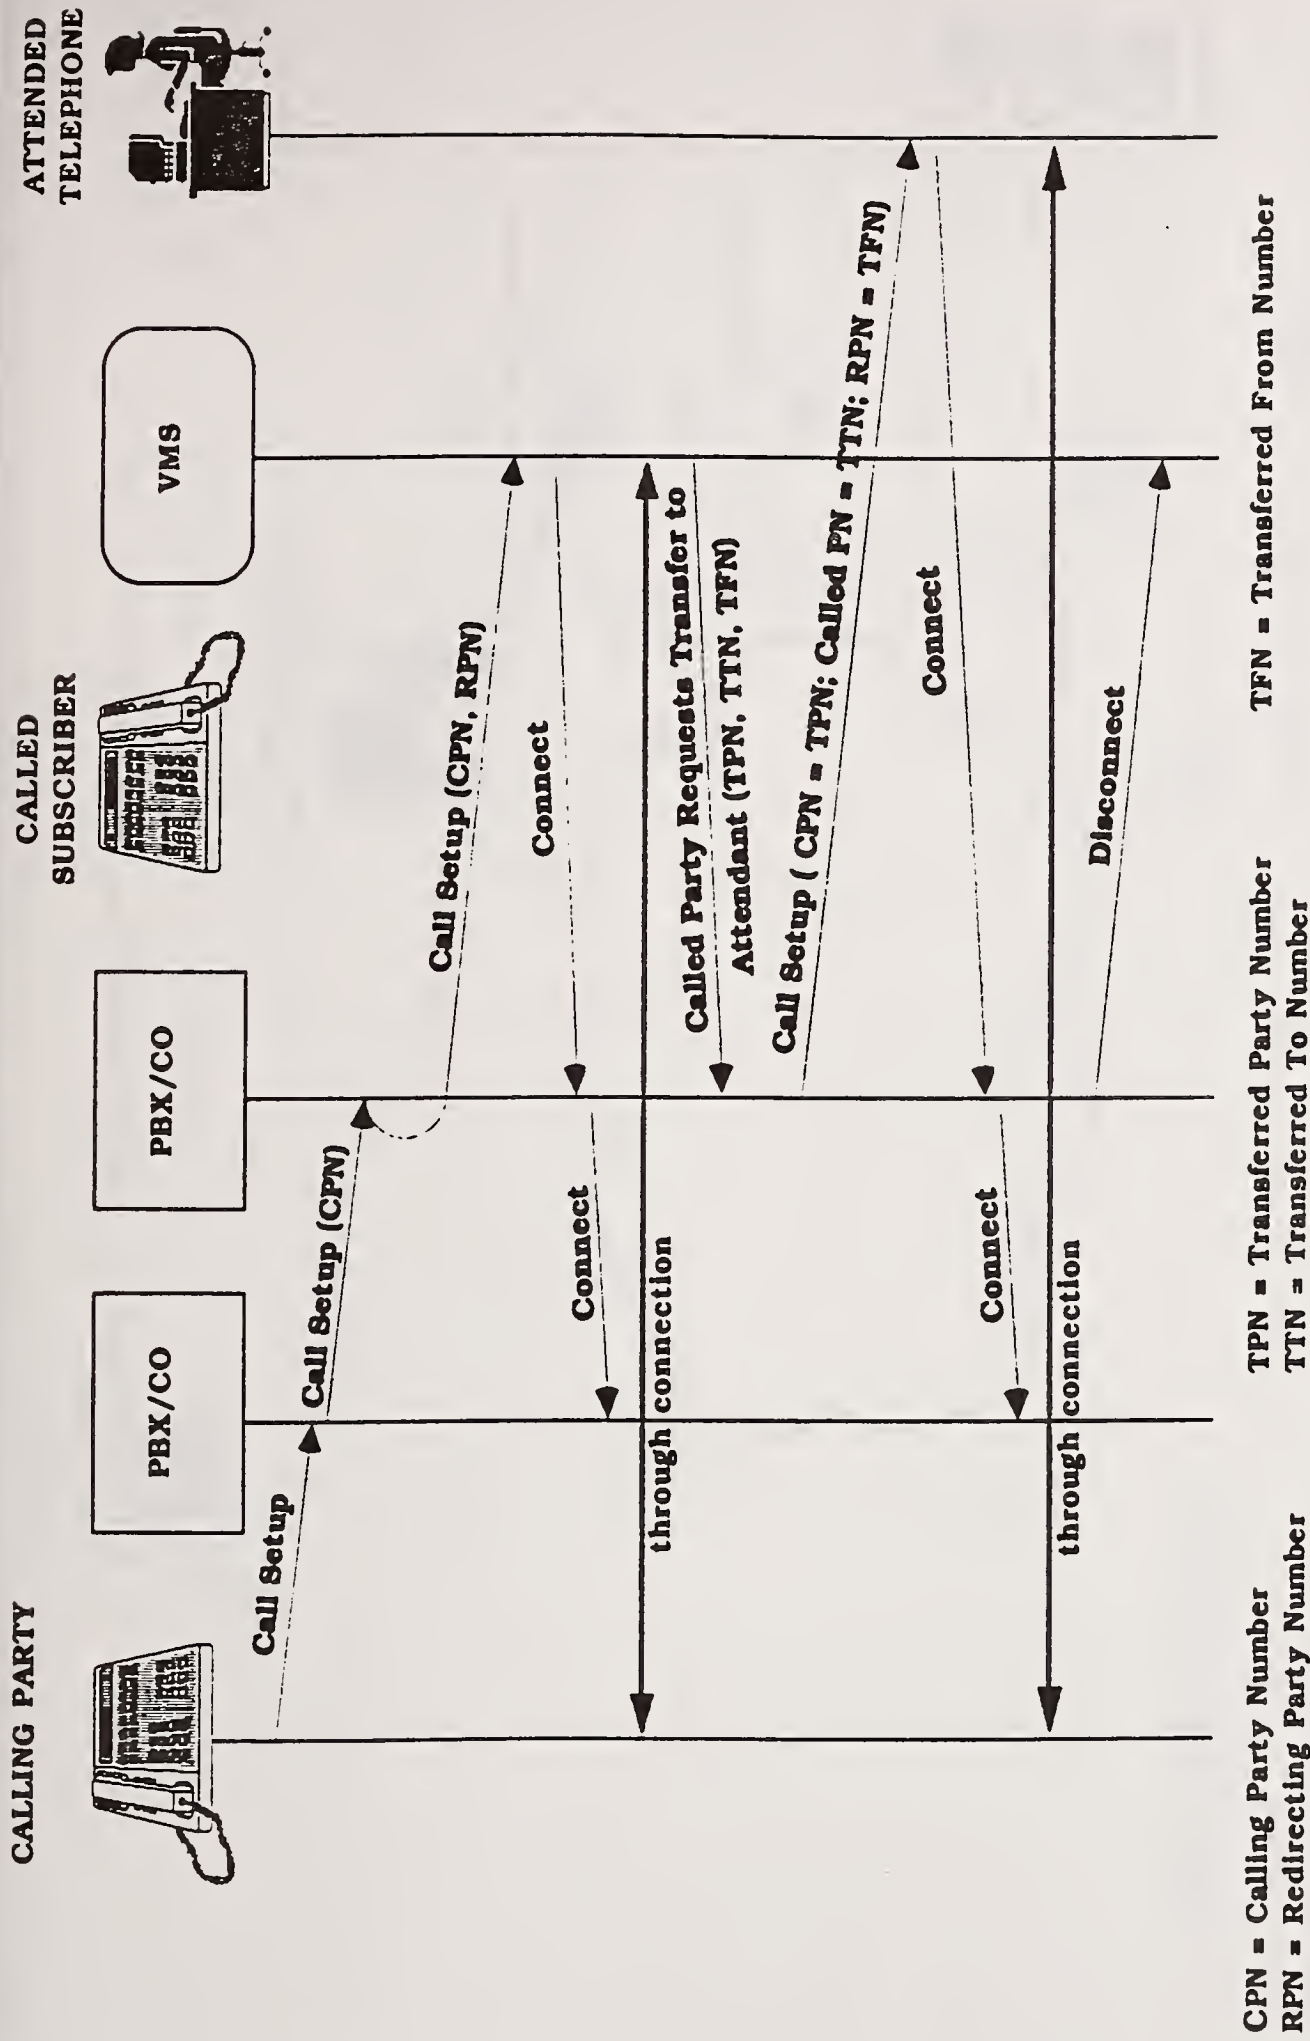 CALLING PARTY
CALLED
SUBSCRIBER
ATTENDED
TELEPHONE
PBX/CO
PBX/CO
VMS
Call Setup
Call Setup (CPN)
Call Setup (CPN, RPN)
Connect
Connect
through connection
Called Party Requests Transfer to
Attendant (TPN, TTN, TFN)
Call Setup ( CPN = TPN; Called PN = TTN; RPN = TFN)
Connect
Connect
through connection
Disconnect
CPN = Calling Party Number
RPN = Redirecting Party Number
TPN = Transferred Party Number
TTN = Transferred To Number
TFN = Transferred From Number